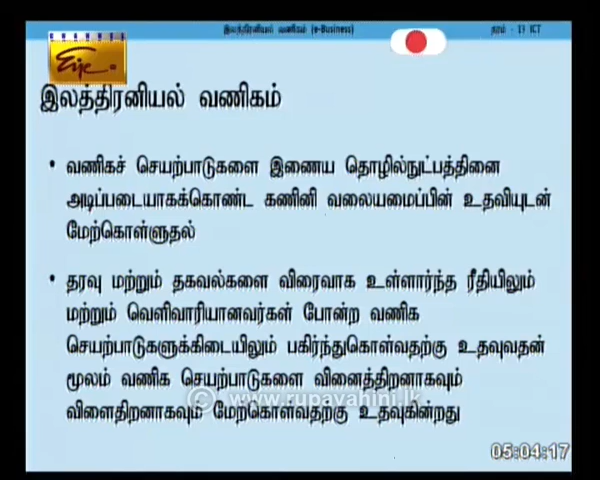 இலத்திரனியல் வணிகம் (e-Business)
தரம் - 13 ICT
CHANNEL
Eye
இலத்திரனியல் வணிகம்
• வணிகச் செயற்பாடுகளை இணைய தொழில்நுட்பத்தினை
அடிப்படையாகக்கொண்ட கணினி வலையமைப்பின் உதவியுடன்
மேற்கொள்ளுதல்
• தரவு மற்றும் தகவல்களை விரைவாக உள்ளார்ந்த ரீதியிலும்
மற்றும் வெளிவாரியானவர்கள் போன்ற வணிக
செயற்பாடுகளுக்கிடையிலும் பகிர்ந்துகொள்வதற்கு உதவுவதன்
மூலம் வணிக செயற்பாடுகளை வினைத்திறனாகவும்
© www.rupavahini.lk
விளைதிறனாகவும் மேற்கொள்வதற்கு உதவுகின்றது
05:04:17